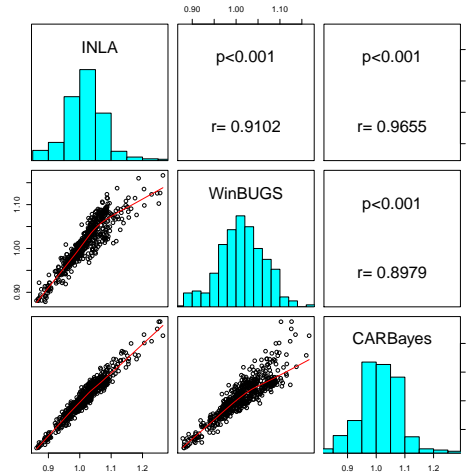 0.90 1.00 1.10
INLA
p<0.001
r= 0.9102
p<0.001
r= 0.9655
0.90 1.00 1.10
WinBUGS
p<0.001
r= 0.8979
CARBayes
0.9 1.0 1.1 1.2
0.9 1.0 1.1 1.2